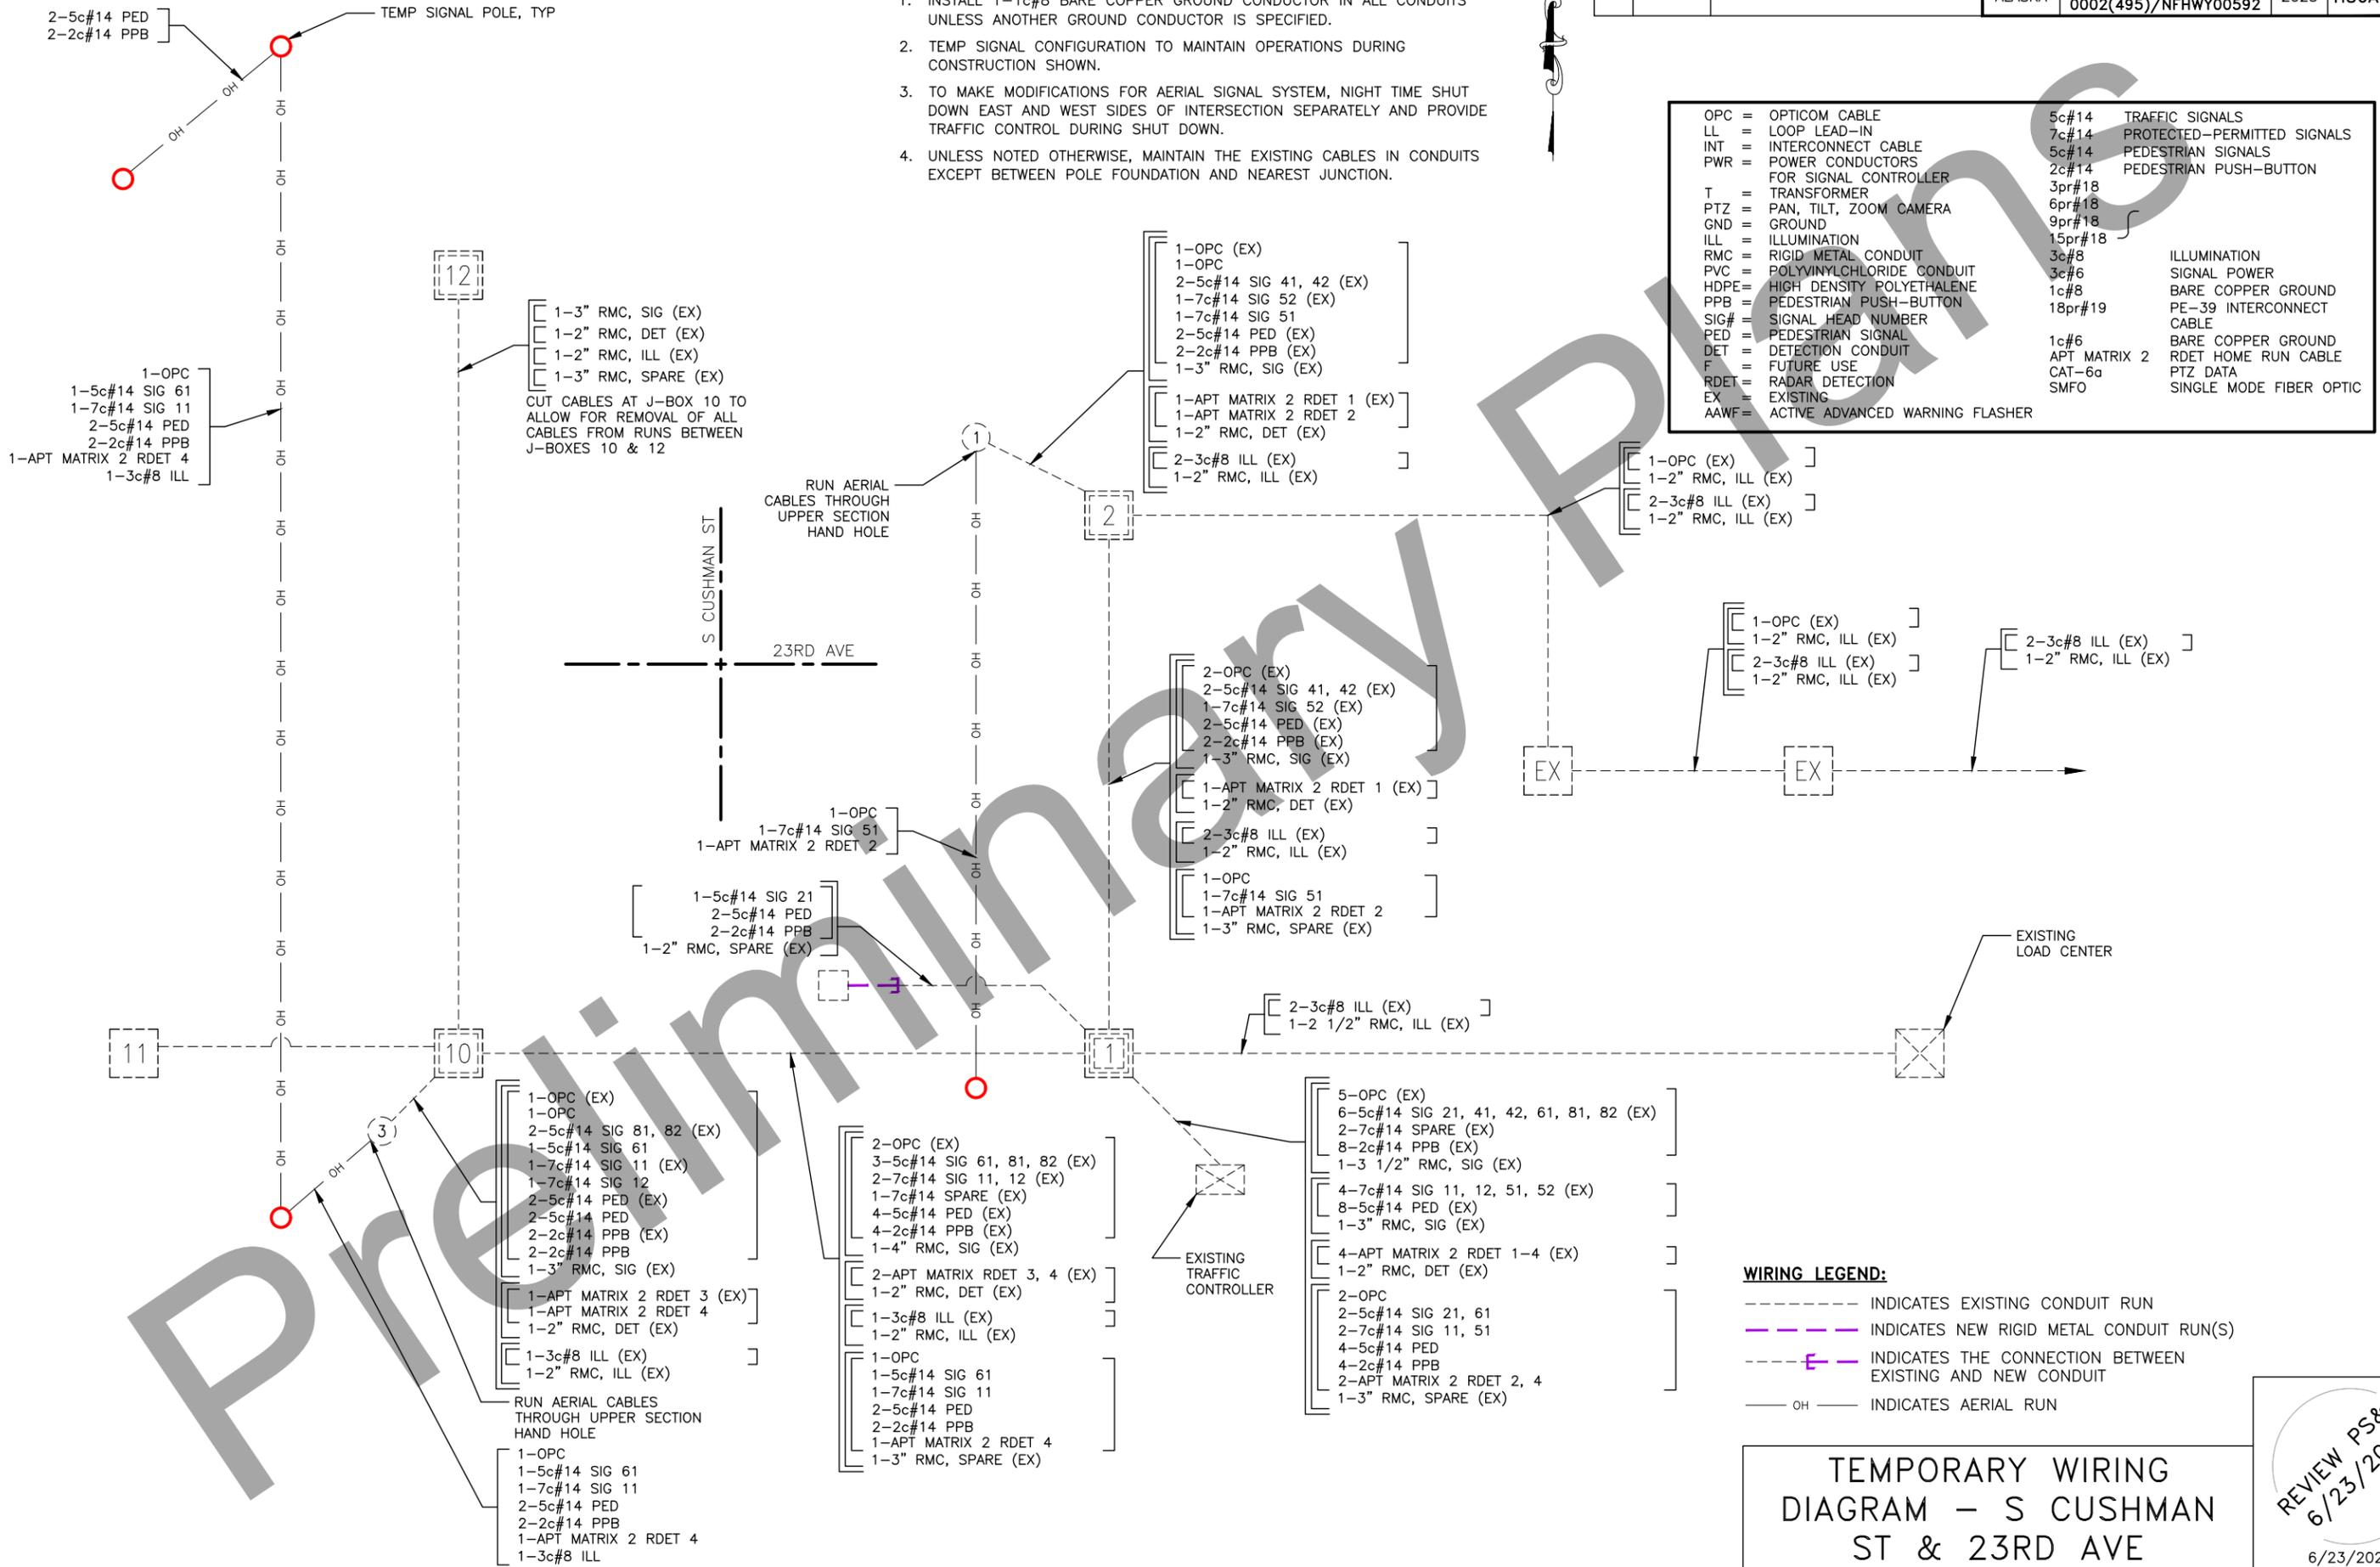 2-5c#14 PED
2-2c#14 PPB
TEMP SIGNAL POLE, TYP
1. INSTALL 1-1c#8 BARE COPPER GROUND CONDUCTOR IN ALL CONDUITS
UNLESS ANOTHER GROUND CONDUCTOR IS SPECIFIED.
2. TEMP SIGNAL CONFIGURATION TO MAINTAIN OPERATIONS DURING
CONSTRUCTION SHOWN.
3. TO MAKE MODIFICATIONS FOR AERIAL SIGNAL SYSTEM, NIGHT TIME SHUT
DOWN EAST AND WEST SIDES OF INTERSECTION SEPARATELY AND PROVIDE
TRAFFIC CONTROL DURING SHUT DOWN.
4. UNLESS NOTED OTHERWISE, MAINTAIN THE EXISTING CABLES IN CONDUITS
EXCEPT BETWEEN POLE FOUNDATION AND NEAREST JUNCTION.
0002(495)/NFHWY00592
OPC = OPTICOM CABLE
LL = LOOP LEAD-IN
INT = INTERCONNECT CABLE
PWR = POWER CONDUCTORS
FOR SIGNAL CONTROLLER
T = TRANSFORMER
PTZ = PAN, TILT, ZOOM CAMERA
GND = GROUND
ILL = ILLUMINATION
RMC = RIGID METAL CONDUIT
PVC = POLYVINYLCHLORIDE CONDUIT
HDPE= HIGH DENSITY POLYETHALENE
PPB = PEDESTRIAN PUSH-BUTTON
SIG# = SIGNAL HEAD NUMBER
PED = PEDESTRIAN SIGNAL
DET = DETECTION CONDUIT
F = FUTURE USE
RDET= RADAR DETECTION
EX = EXISTING
AAWF= ACTIVE ADVANCED WARNING FLASHER
5c#14 TRAFFIC SIGNALS
7c#14 PROTECTED-PERMITTED SIGNALS
5c#14 PEDESTRIAN SIGNALS
2c#14 PEDESTRIAN PUSH-BUTTON
3pr#18
6pr#18
9pr#18
15pr#18
3c#8 ILLUMINATION
3c#6 SIGNAL POWER
1c#8 BARE COPPER GROUND
18pr#19 PE-39 INTERCONNECT
CABLE
1c#6 BARE COPPER GROUND
APT MATRIX 2 RDET HOME RUN CABLE
CAT-6a PTZ DATA
SMFO SINGLE MODE FIBER OPTIC
12
1-3" RMC, SIG (EX)
1-2" RMC, DET (EX)
1-2" RMC, ILL (EX)
1-3" RMC, SPARE (EX)
CUT CABLES AT J-BOX 10 TO
ALLOW FOR REMOVAL OF ALL
CABLES FROM RUNS BETWEEN
J-BOXES 10 & 12
1-OPC
1-5c#14 SIG 61
1-7c#14 SIG 11
2-5c#14 PED
2-2c#14 PPB
1-APT MATRIX 2 RDET 4
1-3c#8 ILL
1-OPC (EX)
1-OPC
2-5c#14 SIG 41, 42 (EX)
1-7c#14 SIG 52 (EX)
1-7c#14 SIG 51
2-5c#14 PED (EX)
2-2c#14 PPB (EX)
1-3" RMC, SIG (EX)
1-APT MATRIX 2 RDET 1 (EX)
1-APT MATRIX 2 RDET 2
1-2" RMC, DET (EX)
2-3c#8 ILL (EX)
1-2" RMC, ILL (EX)
1
RUN AERIAL
CABLES THROUGH
UPPER SECTION
HAND HOLE
2
1-OPC (EX)
1-2" RMC, ILL (EX)
2-3c#8 ILL (EX)
1-2" RMC, ILL (EX)
S CUSHMAN ST
23RD AVE
1-OPC (EX)
1-2" RMC, ILL (EX)
2-3c#8 ILL (EX)
1-2" RMC, ILL (EX)
2-3c#8 ILL (EX)
1-2" RMC, ILL (EX)
EX
EX
2-OPC (EX)
2-5c#14 SIG 41, 42 (EX)
1-7c#14 SIG 52 (EX)
2-5c#14 PED (EX)
2-2c#14 PPB (EX)
1-3" RMC, SIG (EX)
1-APT MATRIX 2 RDET 1 (EX)
1-2" RMC, DET (EX)
2-3c#8 ILL (EX)
1-2" RMC, ILL (EX)
1-OPC
1-7c#14 SIG 51
1-APT MATRIX 2 RDET 2
1-3" RMC, SPARE (EX)
1-OPC
1-7c#14 SIG 51
1-APT MATRIX 2 RDET 2
1-5c#14 SIG 21
2-5c#14 PED
2-2c#14 PPB
1-2" RMC, SPARE (EX)
EXISTING
LOAD CENTER
2-3c#8 ILL (EX)
1-2 1/2" RMC, ILL (EX)
11
10
1
3
1-OPC (EX)
1-OPC
2-5c#14 SIG 81, 82 (EX)
1-5c#14 SIG 61
1-7c#14 SIG 11 (EX)
1-7c#14 SIG 12
2-5c#14 PED (EX)
2-5c#14 PED
2-2c#14 PPB (EX)
2-2c#14 PPB
1-3" RMC, SIG (EX)
1-APT MATRIX 2 RDET 3 (EX)
1-APT MATRIX 2 RDET 4
1-2" RMC, DET (EX)
1-3c#8 ILL (EX)
1-2" RMC, ILL (EX)
RUN AERIAL CABLES
THROUGH UPPER SECTION
HAND HOLE
1-OPC
1-5c#14 SIG 61
1-7c#14 SIG 11
2-5c#14 PED
2-2c#14 PPB
1-APT MATRIX 2 RDET 4
1-3c#8 ILL
2-OPC (EX)
3-5c#14 SIG 61, 81, 82 (EX)
2-7c#14 SIG 11, 12 (EX)
1-7c#14 SPARE (EX)
4-5c#14 PED (EX)
4-2c#14 PPB (EX)
1-4" RMC, SIG (EX)
2-APT MATRIX RDET 3, 4 (EX)
1-2" RMC, DET (EX)
1-3c#8 ILL (EX)
1-2" RMC, ILL (EX)
1-OPC
1-5c#14 SIG 61
1-7c#14 SIG 11
2-5c#14 PED
2-2c#14 PPB
1-APT MATRIX 2 RDET 4
1-3" RMC, SPARE (EX)
EXISTING
TRAFFIC
CONTROLLER
5-OPC (EX)
6-5c#14 SIG 21, 41, 42, 61, 81, 82 (EX)
2-7c#14 SPARE (EX)
8-2c#14 PPB (EX)
1-3 1/2" RMC, SIG (EX)
4-7c#14 SIG 11, 12, 51, 52 (EX)
8-5c#14 PED (EX)
1-3" RMC, SIG (EX)
4-APT MATRIX 2 RDET 1-4 (EX)
1-2" RMC, DET (EX)
2-OPC
2-5c#14 SIG 21, 61
2-7c#14 SIG 11, 51
4-5c#14 PED
4-2c#14 PPB
2-APT MATRIX 2 RDET 2, 4
1-3" RMC, SPARE (EX)
WIRING LEGEND:
INDICATES EXISTING CONDUIT RUN
INDICATES NEW RIGID METAL CONDUIT RUN(S)
INDICATES THE CONNECTION BETWEEN
EXISTING AND NEW CONDUIT
OH INDICATES AERIAL RUN
TEMPORARY WIRING
DIAGRAM - S CUSHMAN
ST & 23RD AVE
REVIEW
Preliminary Plans